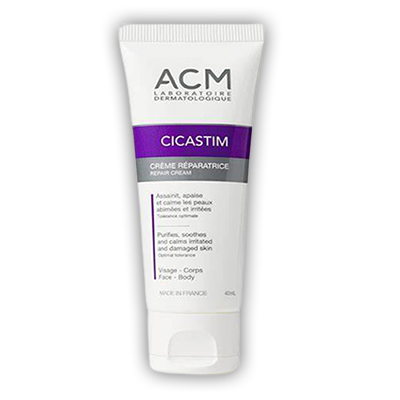 ACM
LABORATOIRE
DERMATOLOGIQUE
CICASTIM
CRÈME RÉPARATRICE
REPAIR CREAM
Assainit, apaise
et calme les peaux
abimées et irritées
Tolérance optimale
Purifies, soothes
and calms irritated
and damaged skin
Optimal tolerance
Visage - Corps
Face - Body
MADE IN FRANCE 40mL